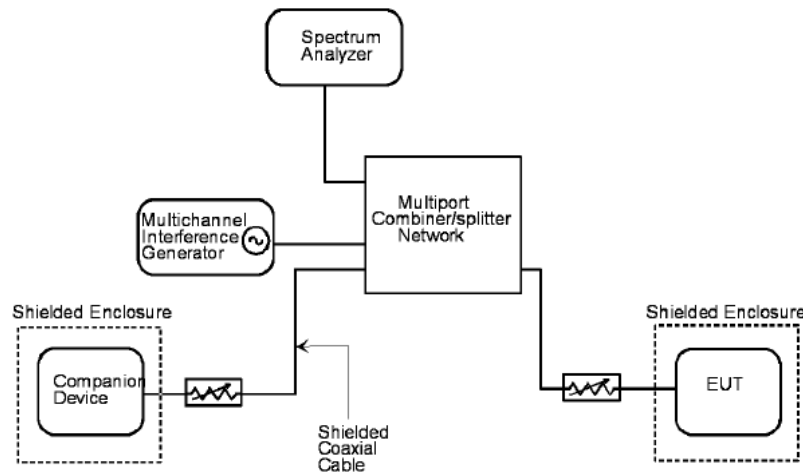 Spectrum
Analyzer
Multiport
Combiner/splitter
Network
Multichannel
Interference
Generator
Shielded Enclosure
Companion
Device
Shielded
Coaxial
Cable
Shielded Enclosure
EUT